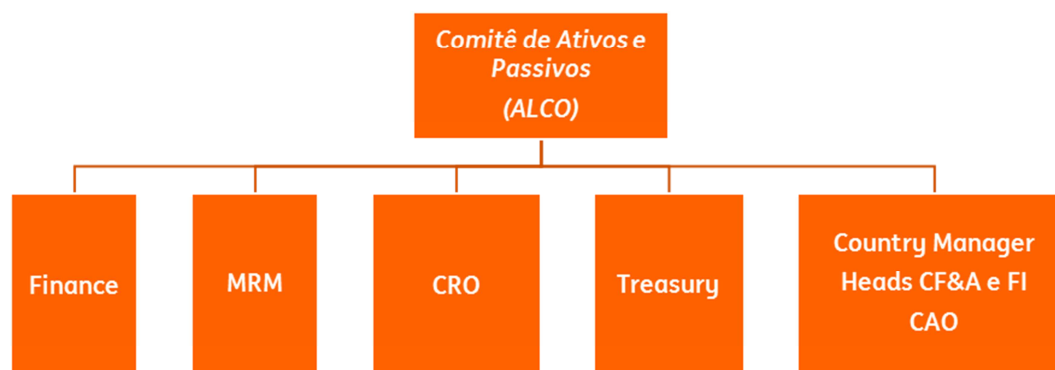 Comitê de Ativos e
Passivos
(ALCO)
Finance
MRM
CRO
Treasury
Country Manager
Heads CF&A e FI
CAO